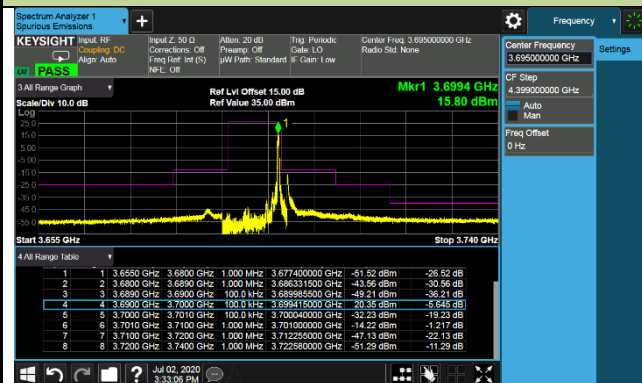 Spectrum Analyzer 1
Spurious Emissions
Frequency
KEYSIGHT
Input: RF
Coupling: DC
Align: Auto
Input Z: 50 Ω
Corrections: Off
Freq Ref: Int (S)
NFE: Off
Atten: 20 dB
Preamp: Off
µW Path: Standard
Trig: Periodic
Gate: LO
IF Gain: Low
Center Freq: 3.695000000 GHz
Radio Std: None
PASS
Center Frequency
3.695000000 GHz
Settings
CF Step
4.399000000 GHz
Auto
Man
Freq Offset
0 Hz
3 All Range Graph
Ref Lvl Offset 15.00 dB
Mkr1 3.6994 GHz
Scale/Div 10.0 dB
Ref Value 35.00 dBm
15.80 dBm
Log
25.0
15.0
5.00
-5.00
-15.0
-25.0
-35.0
-45.0
-55.0
1
Start 3.655 GHz
Stop 3.740 GHz
4 All Range Table
1 1 3.6550 GHz 3.6800 GHz 1.000 MHz 3.677400000 GHz -51.52 dBm -26.52 dB
2 2 3.6800 GHz 3.6890 GHz 1.000 MHz 3.686331500 GHz -43.56 dBm -30.56 dB
3 3 3.6890 GHz 3.6900 GHz 100.0 kHz 3.689985500 GHz -49.21 dBm -36.21 dB
4 4 3.6900 GHz 3.7000 GHz 100.0 kHz 3.699415000 GHz 20.35 dBm -5.645 dB
5 5 3.7000 GHz 3.7010 GHz 100.0 kHz 3.700040000 GHz -32.23 dBm -19.23 dB
6 6 3.7010 GHz 3.7100 GHz 1.000 MHz 3.701000000 GHz -14.22 dBm -1.217 dB
7 7 3.7100 GHz 3.7200 GHz 1.000 MHz 3.712255000 GHz -47.13 dBm -22.13 dB
8 8 3.7200 GHz 3.7400 GHz 1.000 MHz 3.722580000 GHz -51.29 dBm -11.29 dB
Jul 02, 2020
3:33:06 PM